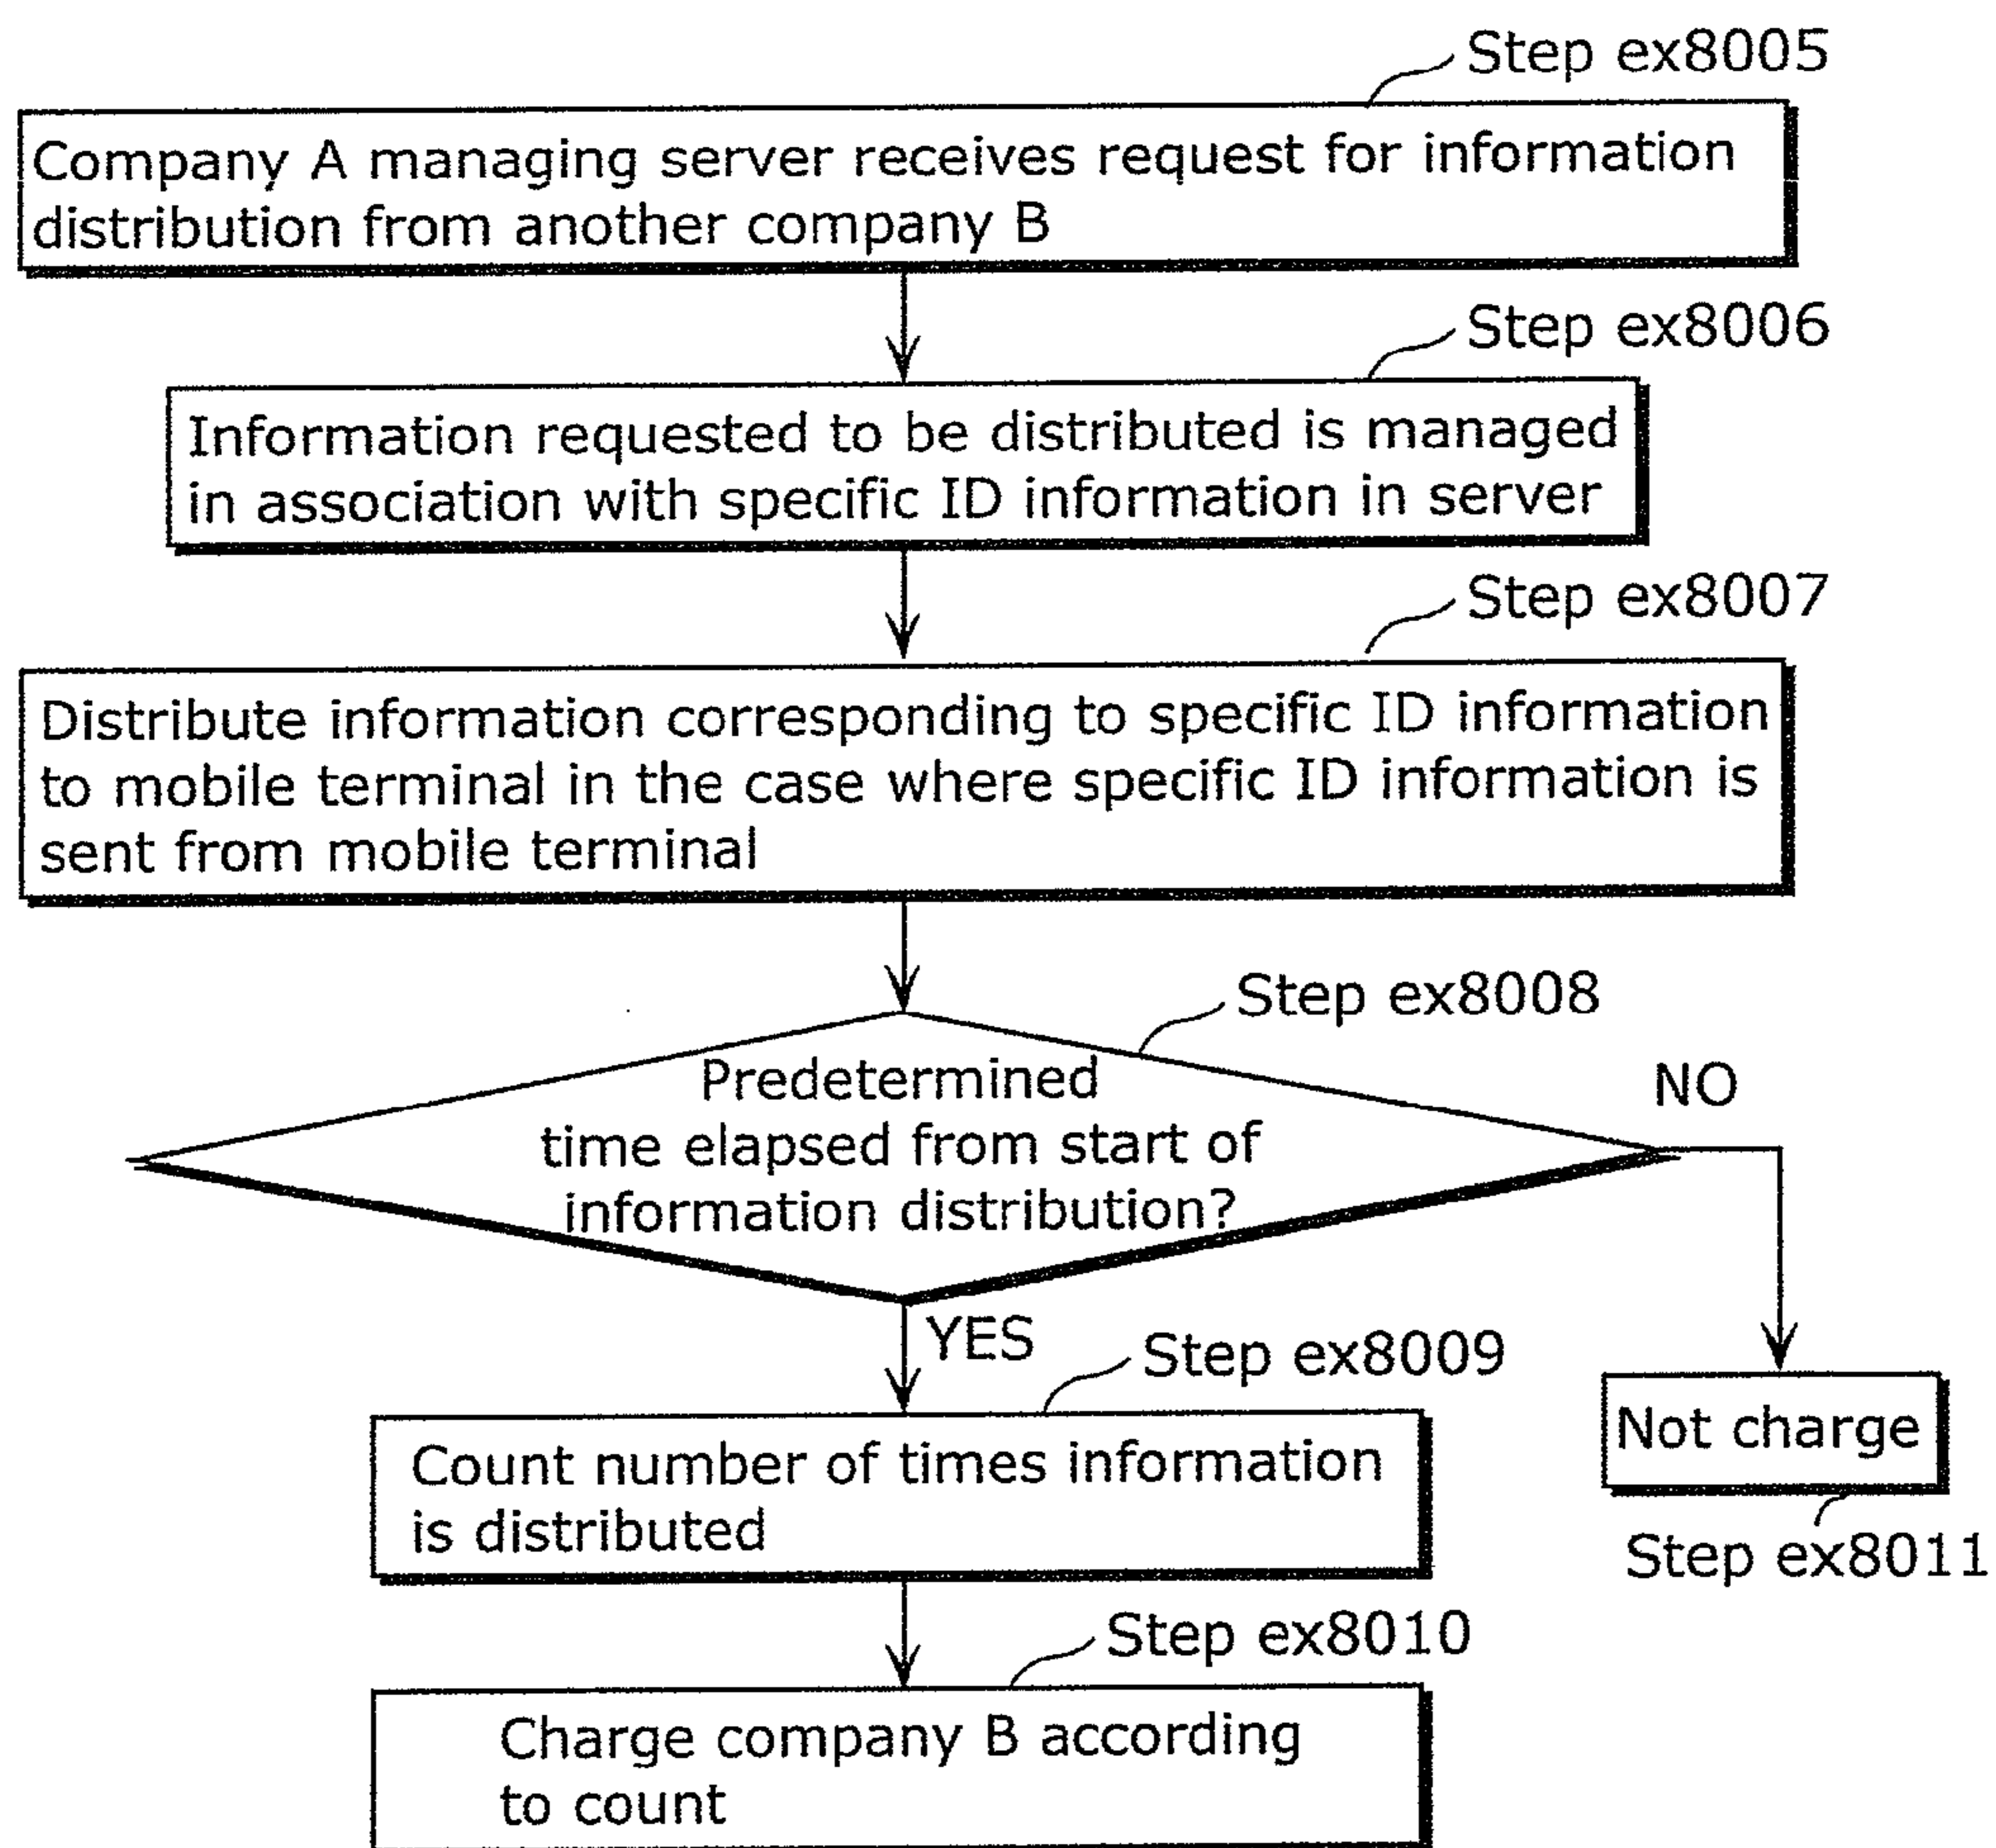 Step ex8005
Company A managing server receives request for information
distribution from another company B
Step ex8006
Information requested to be distributed is managed
in association with specific ID information in server
Step ex8007
Distribute information corresponding to specific ID information
to mobile terminal in the case where specific ID information is
sent from mobile terminal
Step ex8008
Predetermined
time elapsed from start of
information distribution?
NO
YES
Step ex8009
Count number of times information
is distributed
Not charge
Step ex8011
Step ex8010
Charge company B according
to count